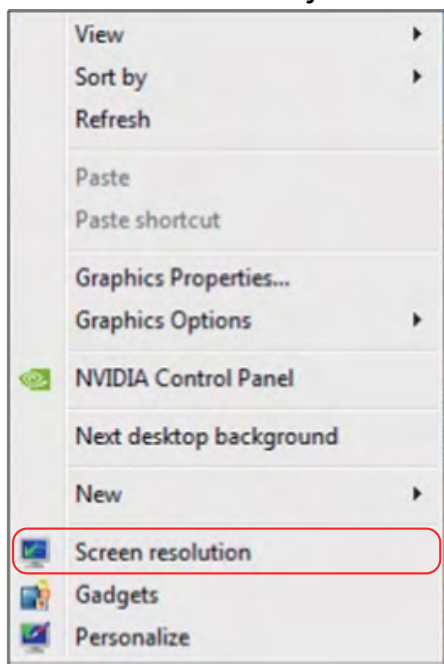 View
Sort by
Refresh
Paste
Paste shortcut
Graphics Properties...
Graphics Options
NVIDIA Control Panel
Next desktop background
New
Screen resolution
Gadgets
Personalize